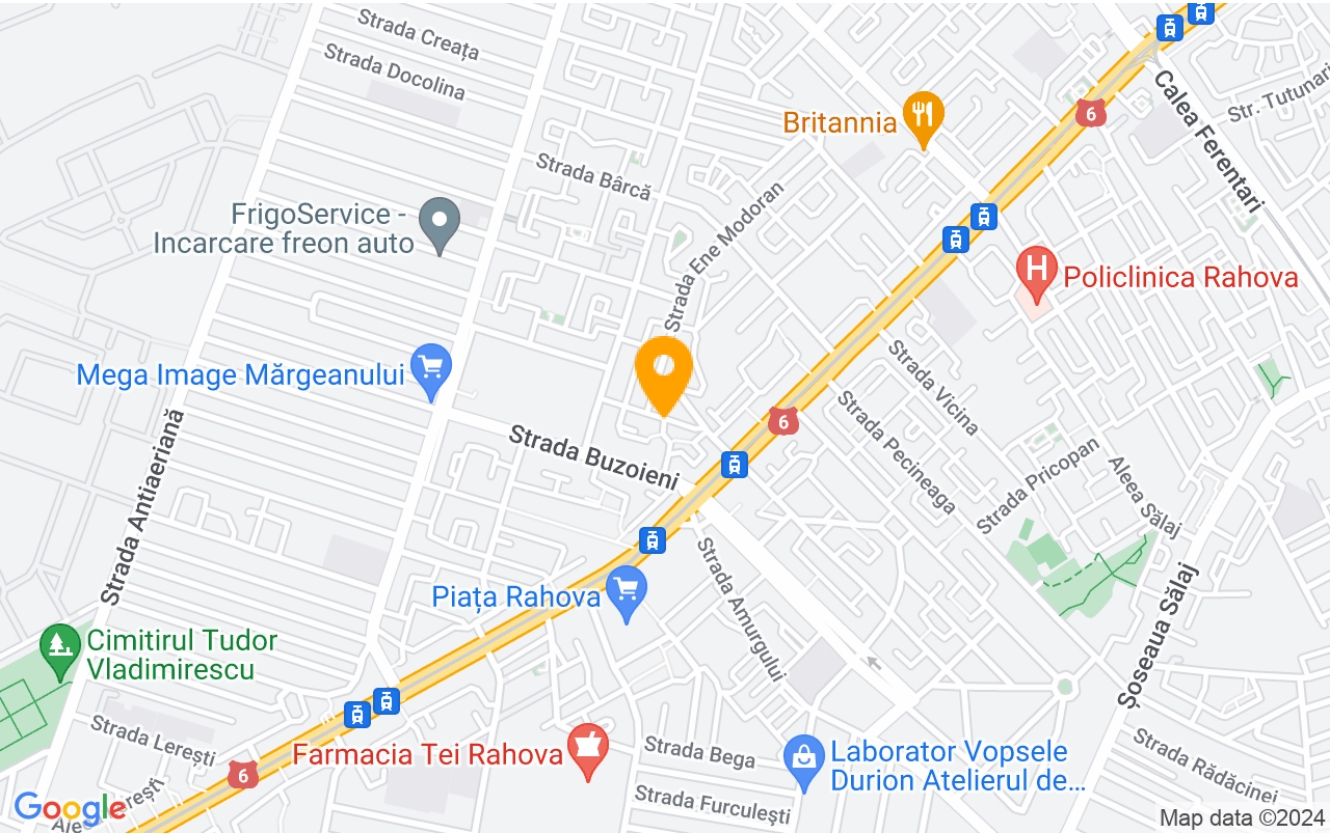 Strada Creața
Strada Docolina
Calea Ferentari
Str. Tutunari
Britannia
6
Strada Bârcă
Strada Ene Modoran
FrigoService -
Incarcare freon auto
H
Policlinica Rahova
Mega Image Mărgeanului
Strada Vicina
Strada Pecineaga
6
Strada Antiaeriană
Strada Buzoieni
Strada Pricopan
Aleea Sălaj
Strada Amurgului
Piața Rahova
Șoseaua Sălaj
Cimitirul Tudor
Vladimirescu
Strada Lerești
Farmacia Tei Rahova
Strada Bega
Laborator Vopsele
Durion Atelierul de...
Strada Rădăcinei
6
Strada Furculești
Google
Map data ©2024